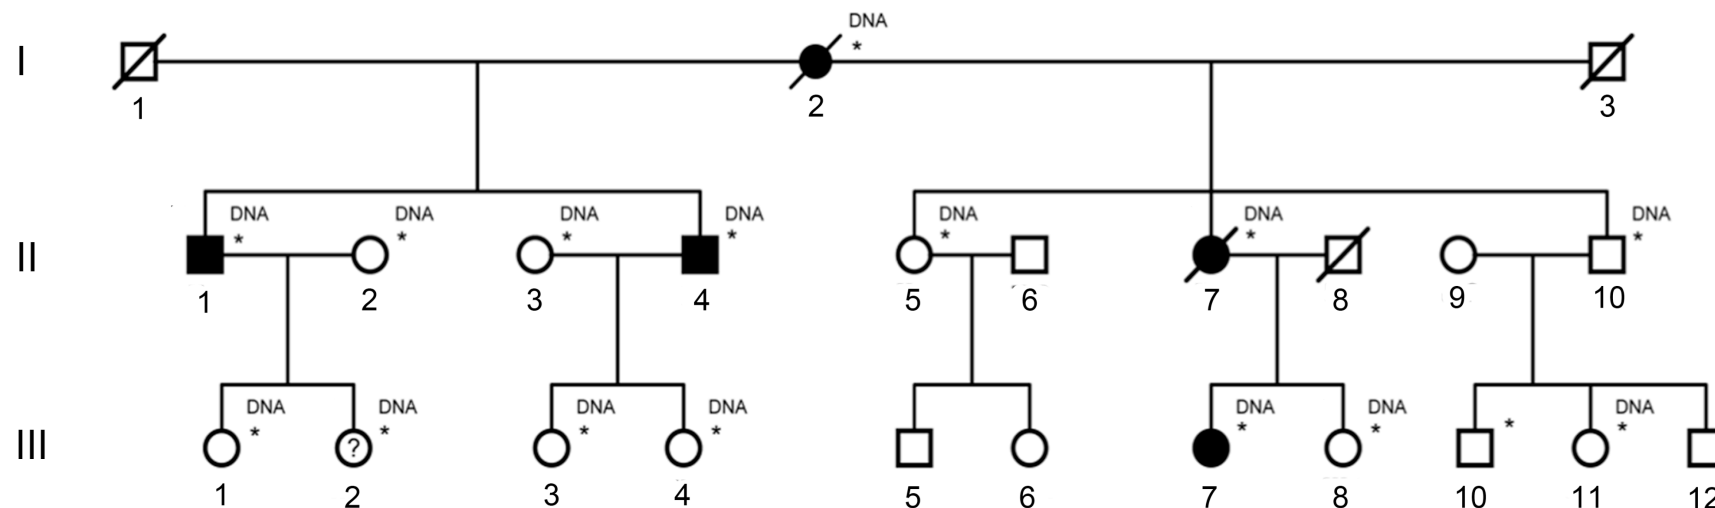 DNA
*
I
1
2
3
DNA DNA DNA DNA DNA DNA DNA
* * * * * * *
II
1 2 3 4 5 6 7 8 9 10
DNA DNA DNA DNA DNA DNA DNA
* * * * * * * *
?
III
1 2 3 4 5 6 7 8 10 11 12